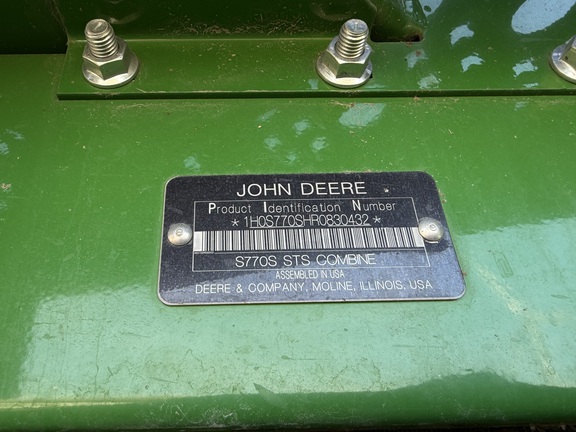 JOHN DEERE
Product Identification Number
*1H0S770SHR0830432*
S770S STS COMBINE
ASSEMBLED IN USA
DEERE & COMPANY, MOLINE, ILLINOIS, USA